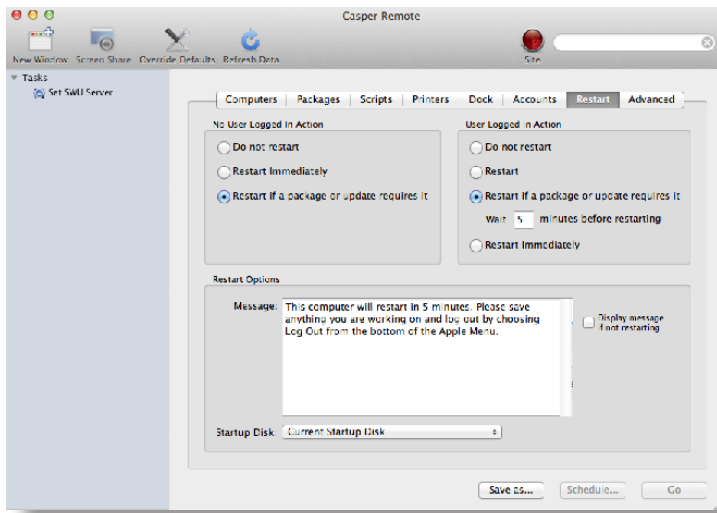 Casper Remote
New Window Screen Share Override Defaults Refresh Data Site
Tasks
Set SWU Server
Computers Packages Scripts Printers Dock Accounts Restart Advanced
No User Logged In Action
Do not restart
Restart Immediately
Restart if a package or update requires it
User Logged In Action
Do not restart
Restart
Restart if a package or update requires it
Wait 5 minutes before restarting
Restart Immediately
Restart Options
Message: This computer will restart in 5 minutes. Please save
anything you are working on and log out by choosing
Log Out from the bottom of the Apple Menu.
Display message
if not restarting
Startup Disk: Current Startup Disk
Save as... Schedule... Go